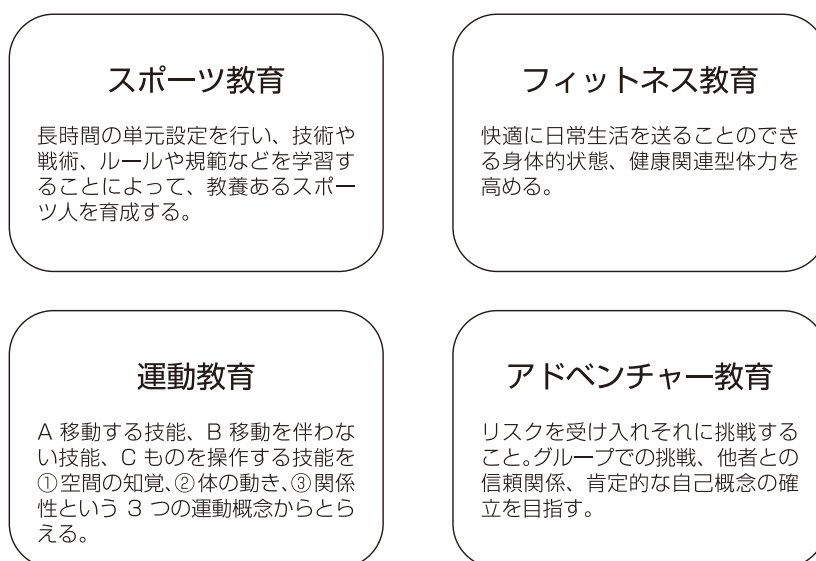 スポーツ教育
長時間の単元設定を行い、技術や
戦術、ルールや規範などを学習す
ることによって、教養あるスポー
ツ人を育成する。
フィットネス教育
快適に日常生活を送ることのでき
る身体的状態、健康関連型体力を
高める。
運動教育
A 移動する技能、B 移動を伴わな
い技能、C ものを操作する技能を
①空間の知覚、②体の動き、③関係
性という 3 つの運動概念からとら
える。
アドベンチャー教育
リスクを受け入れそれに挑戦する
こと。グループでの挑戦、他者との
信頼関係、肯定的な自己概念の確
立を目指す。